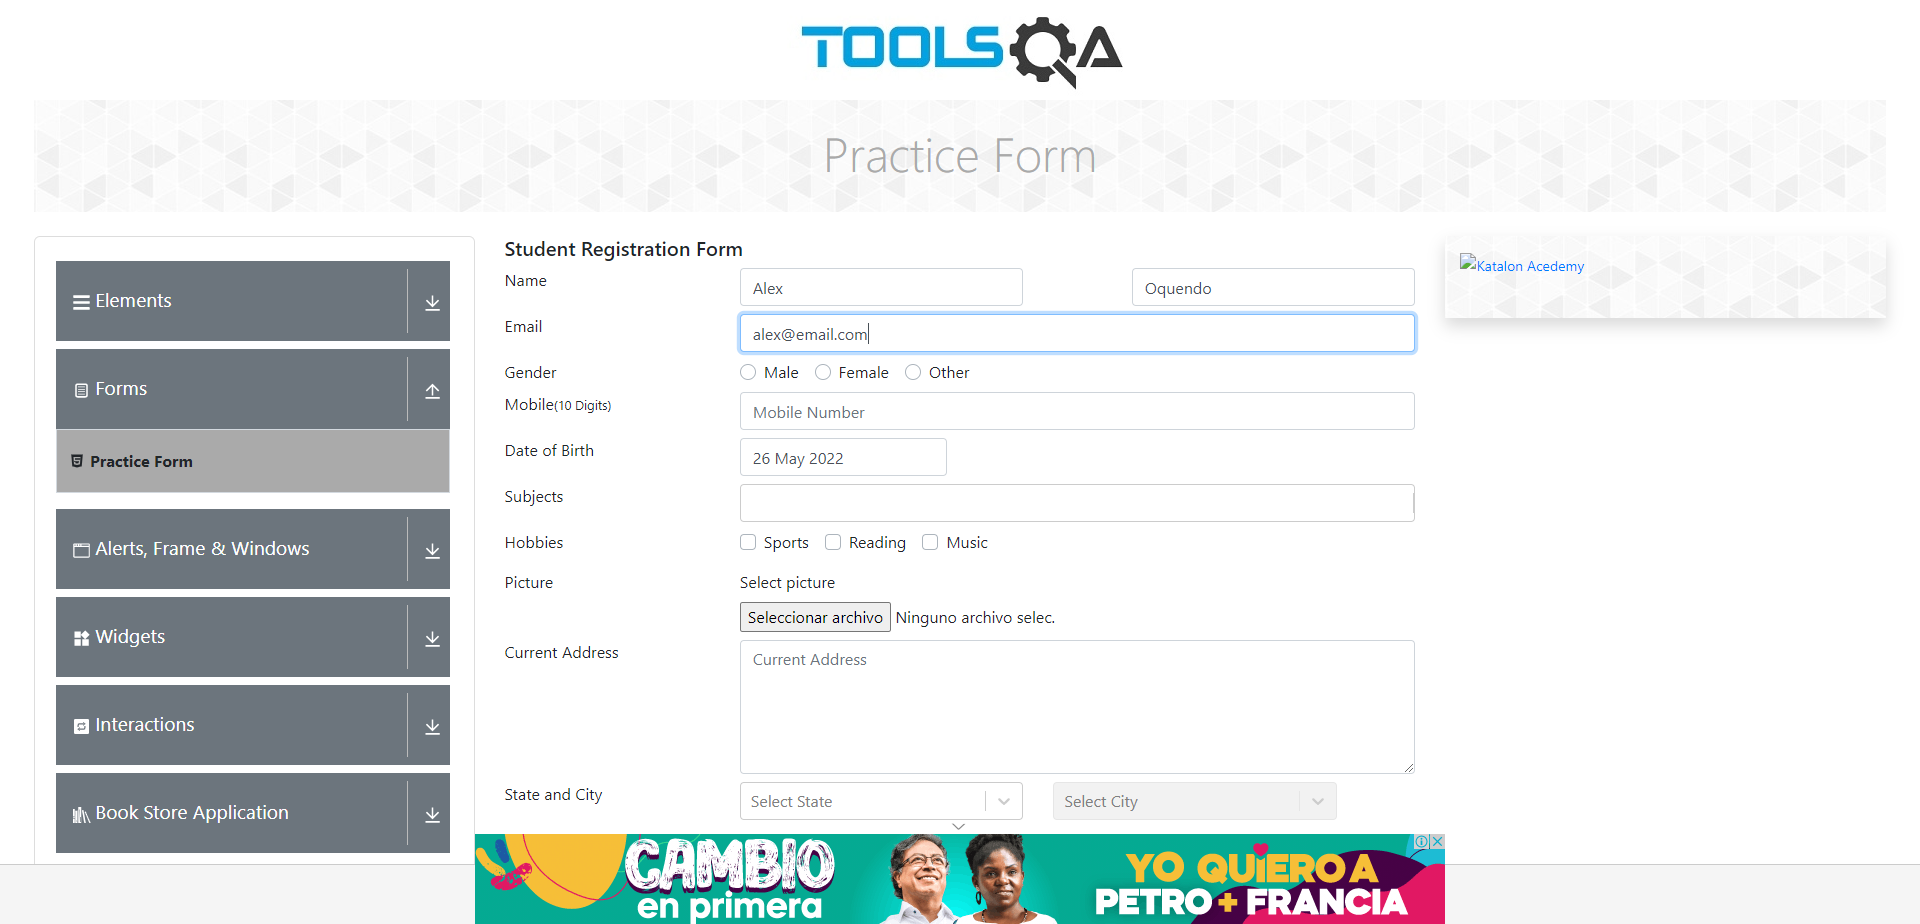 TOOLSQA
Practice Form
Elements
Forms
Practice Form
Alerts, Frame & Windows
Widgets
Interactions
Book Store Application
Student Registration Form
Name
Alex
Oquendo
Email
alex@email.com
Gender
Male
Female
Other
Mobile(10 Digits)
Mobile Number
Date of Birth
26 May 2022
Subjects
Hobbies
Sports
Reading
Music
Picture
Select picture
Seleccionar archivo
Ninguno archivo selec.
Current Address
Current Address
State and City
Select State
Select City
Katalon Acedemy
CAMBIO
en primera
YO QUIERO A
PETRO + FRANCIA